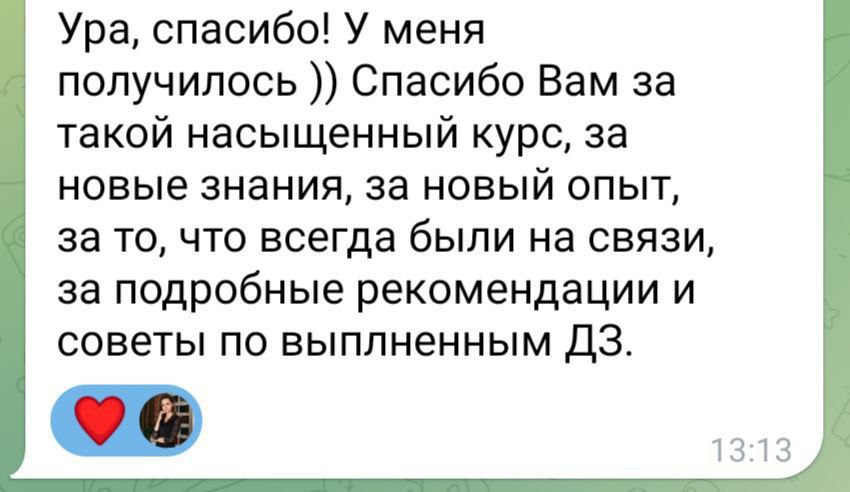 Ура, спасибо! У меня
получилось )) Спасибо Вам за
такой насыщенный курс, за
новые знания, за новый опыт,
за то, что всегда были на связи,
за подробные рекомендации и
советы по выплненным ДЗ.
13:13